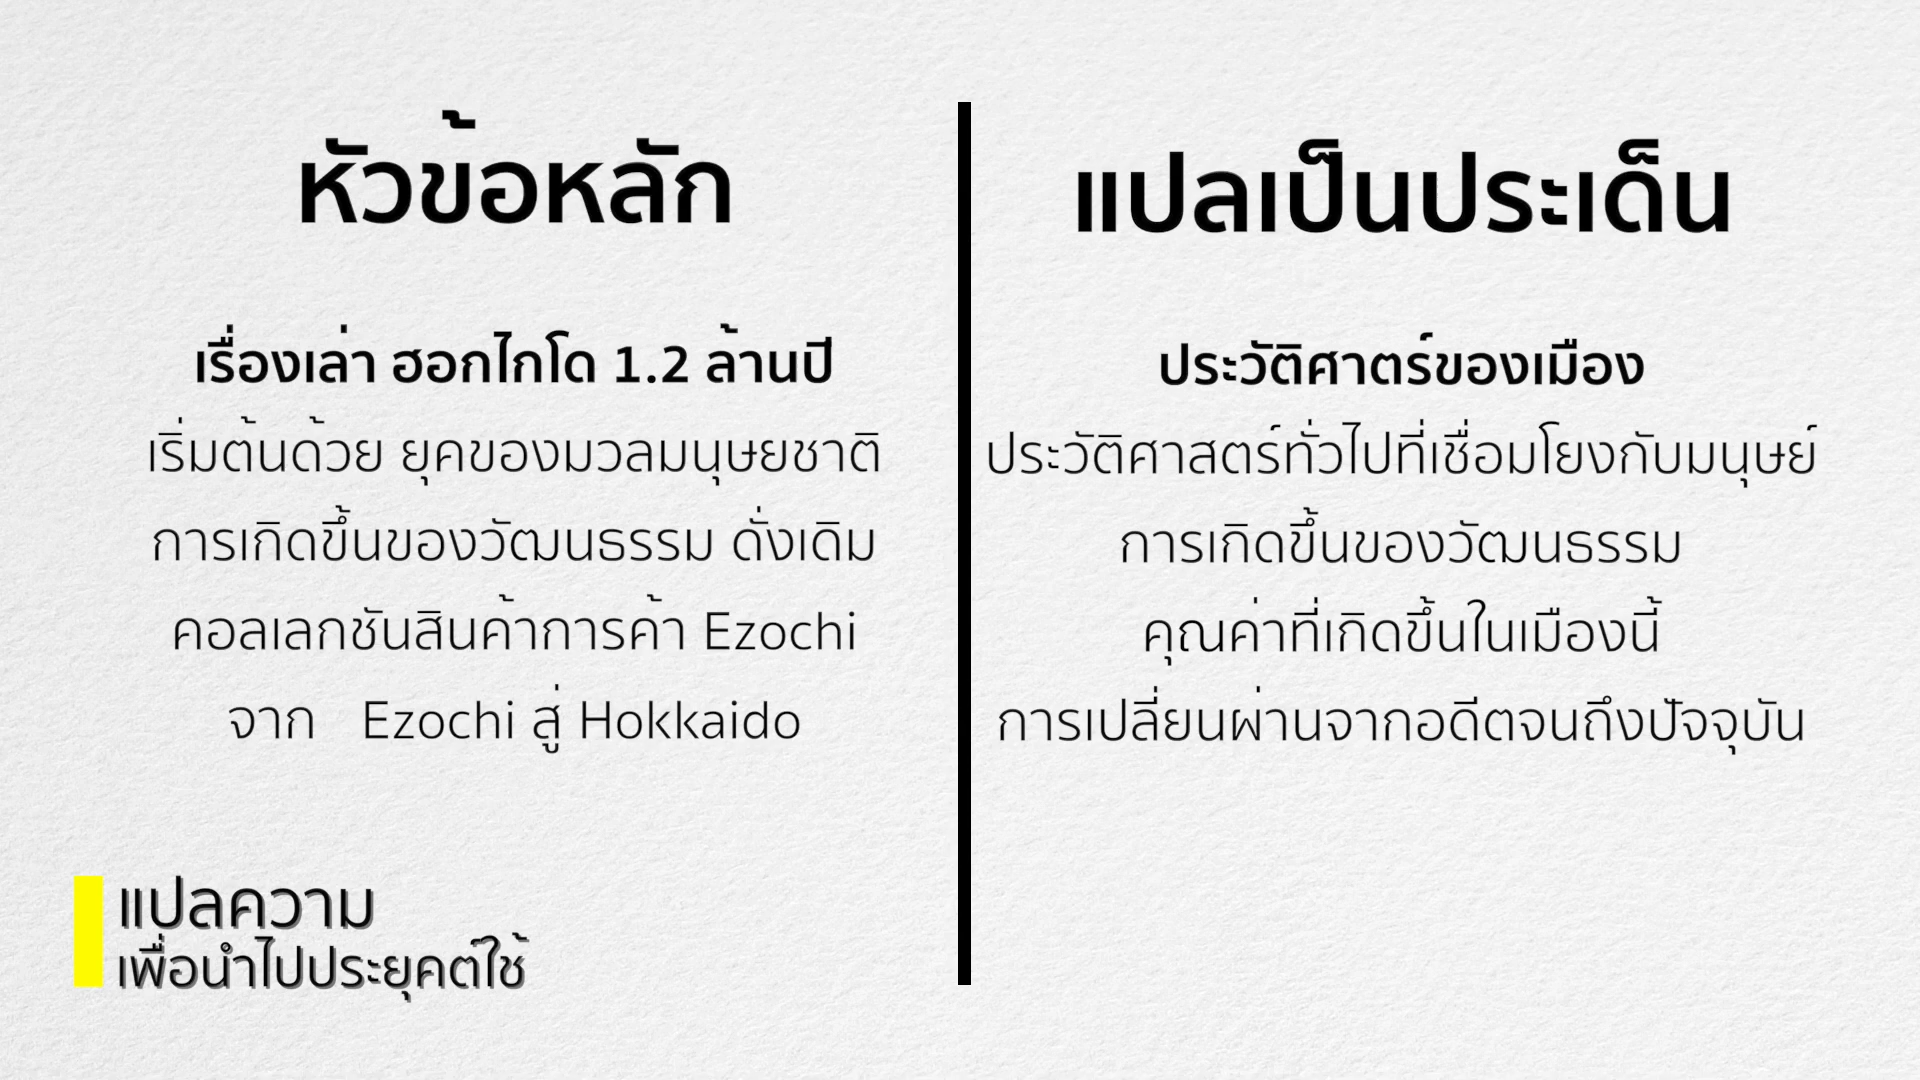 หัวข้อหลัก
เรื่องเล่า ฮอกไกโด 1.2 ล้านปี
เริ่มต้นด้วย ยุคของมวลมนุษยชาติ
การเกิดขึ้นของวัฒนธรรม ดั่งเดิม
คอลเลกชันสินค้าการค้า Ezochi
จาก Ezochi สู่ Hokkaido
แปลเป็นประเด็น
ประวัติศาตร์ของเมือง
ประวัติศาสตร์ทั่วไปที่เชื่อมโยงกับมนุษย์
การเกิดขึ้นของวัฒนธรรม
คุณค่าที่เกิดขึ้นในเมืองนี้
การเปลี่ยนผ่านจากอดีตจนถึงปัจจุบัน
แปลความ
เพื่อนำไปประยุคต์ใช้